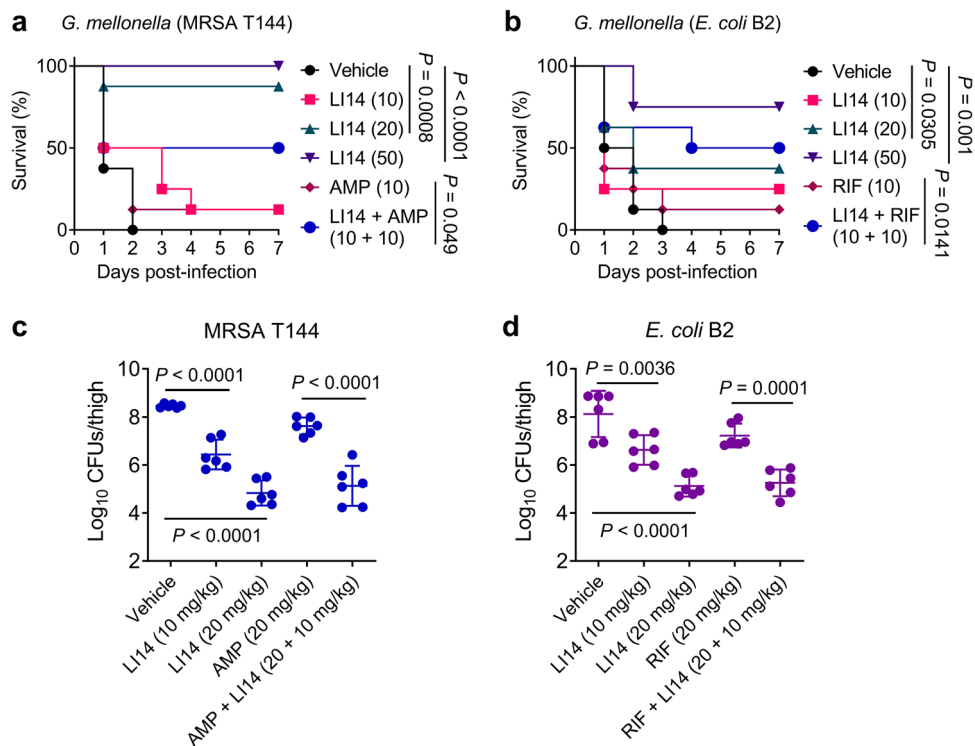 a
G. mellonella (MRSA T144)
Survival (%)
100
50
0
0 1 2 3 4 5 6 7
Days post-infection
Vehicle
LI14 (10)
LI14 (20)
LI14 (50)
AMP (10)
LI14 + AMP
(10 + 10)
P = 0.0008
P < 0.0001
P = 0.049
b
G. mellonella (E. coli B2)
Survival (%)
100
50
0
0 1 2 3 4 5 6 7
Days post-infection
Vehicle
LI14 (10)
LI14 (20)
LI14 (50)
RIF (10)
LI14 + RIF
(10 + 10)
P = 0.0305
P = 0.001
P = 0.0141
c
MRSA T144
Log10 CFUs/thigh
10
8
6
4
2
P < 0.0001
P < 0.0001
P < 0.0001
Vehicle
LI14 (10 mg/kg)
LI14 (20 mg/kg)
AMP (20 mg/kg)
AMP + LI14 (20 + 10 mg/kg)
d
E. coli B2
Log10 CFUs/thigh
10
8
6
4
2
P = 0.0036
P = 0.0001
P < 0.0001
Vehicle
LI14 (10 mg/kg)
LI14 (20 mg/kg)
RIF (20 mg/kg)
RIF + LI14 (20 + 10 mg/kg)